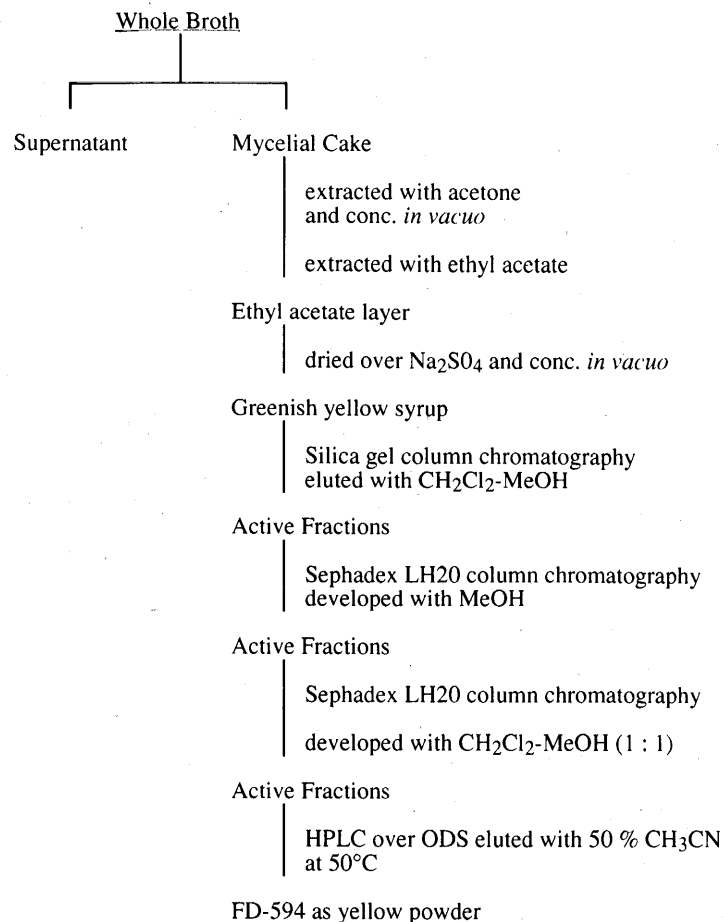 Whole Broth
Supernatant
Mycelial Cake
extracted with acetone
and conc. in vacuo
extracted with ethyl acetate
Ethyl acetate layer
dried over Na2SO4 and conc. in vacuo
Greenish yellow syrup
Silica gel column chromatography
eluted with CH2Cl2-MeOH
Active Fractions
Sephadex LH20 column chromatography
developed with MeOH
Active Fractions
Sephadex LH20 column chromatography
developed with CH2Cl2-MeOH (1 : 1)
Active Fractions
HPLC over ODS eluted with 50 % CH3CN
at 50°C
FD-594 as yellow powder